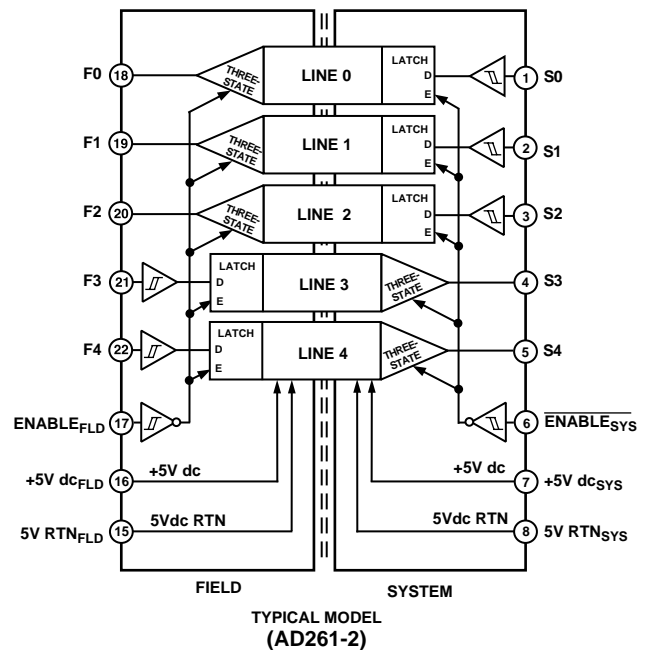 F0 18 THREE-STATE LINE 0 LATCH D E 1 S0
F1 19 THREE-STATE LINE 1 LATCH D E 2 S1
F2 20 THREE-STATE LINE 2 LATCH D E 3 S2
F3 21 LATCH D E LINE 3 THREE-STATE 4 S3
F4 22 LATCH D E LINE 4 THREE-STATE 5 S4
ENABLEFLD 17 6 ENABLESYS
+5V dcFLD 16 +5V dc +5V dc 7 +5V dcSYS
5V RTNFLD 15 5Vdc RTN 5Vdc RTN 8 5V RTNSYS
FIELD SYSTEM
TYPICAL MODEL
(AD261-2)